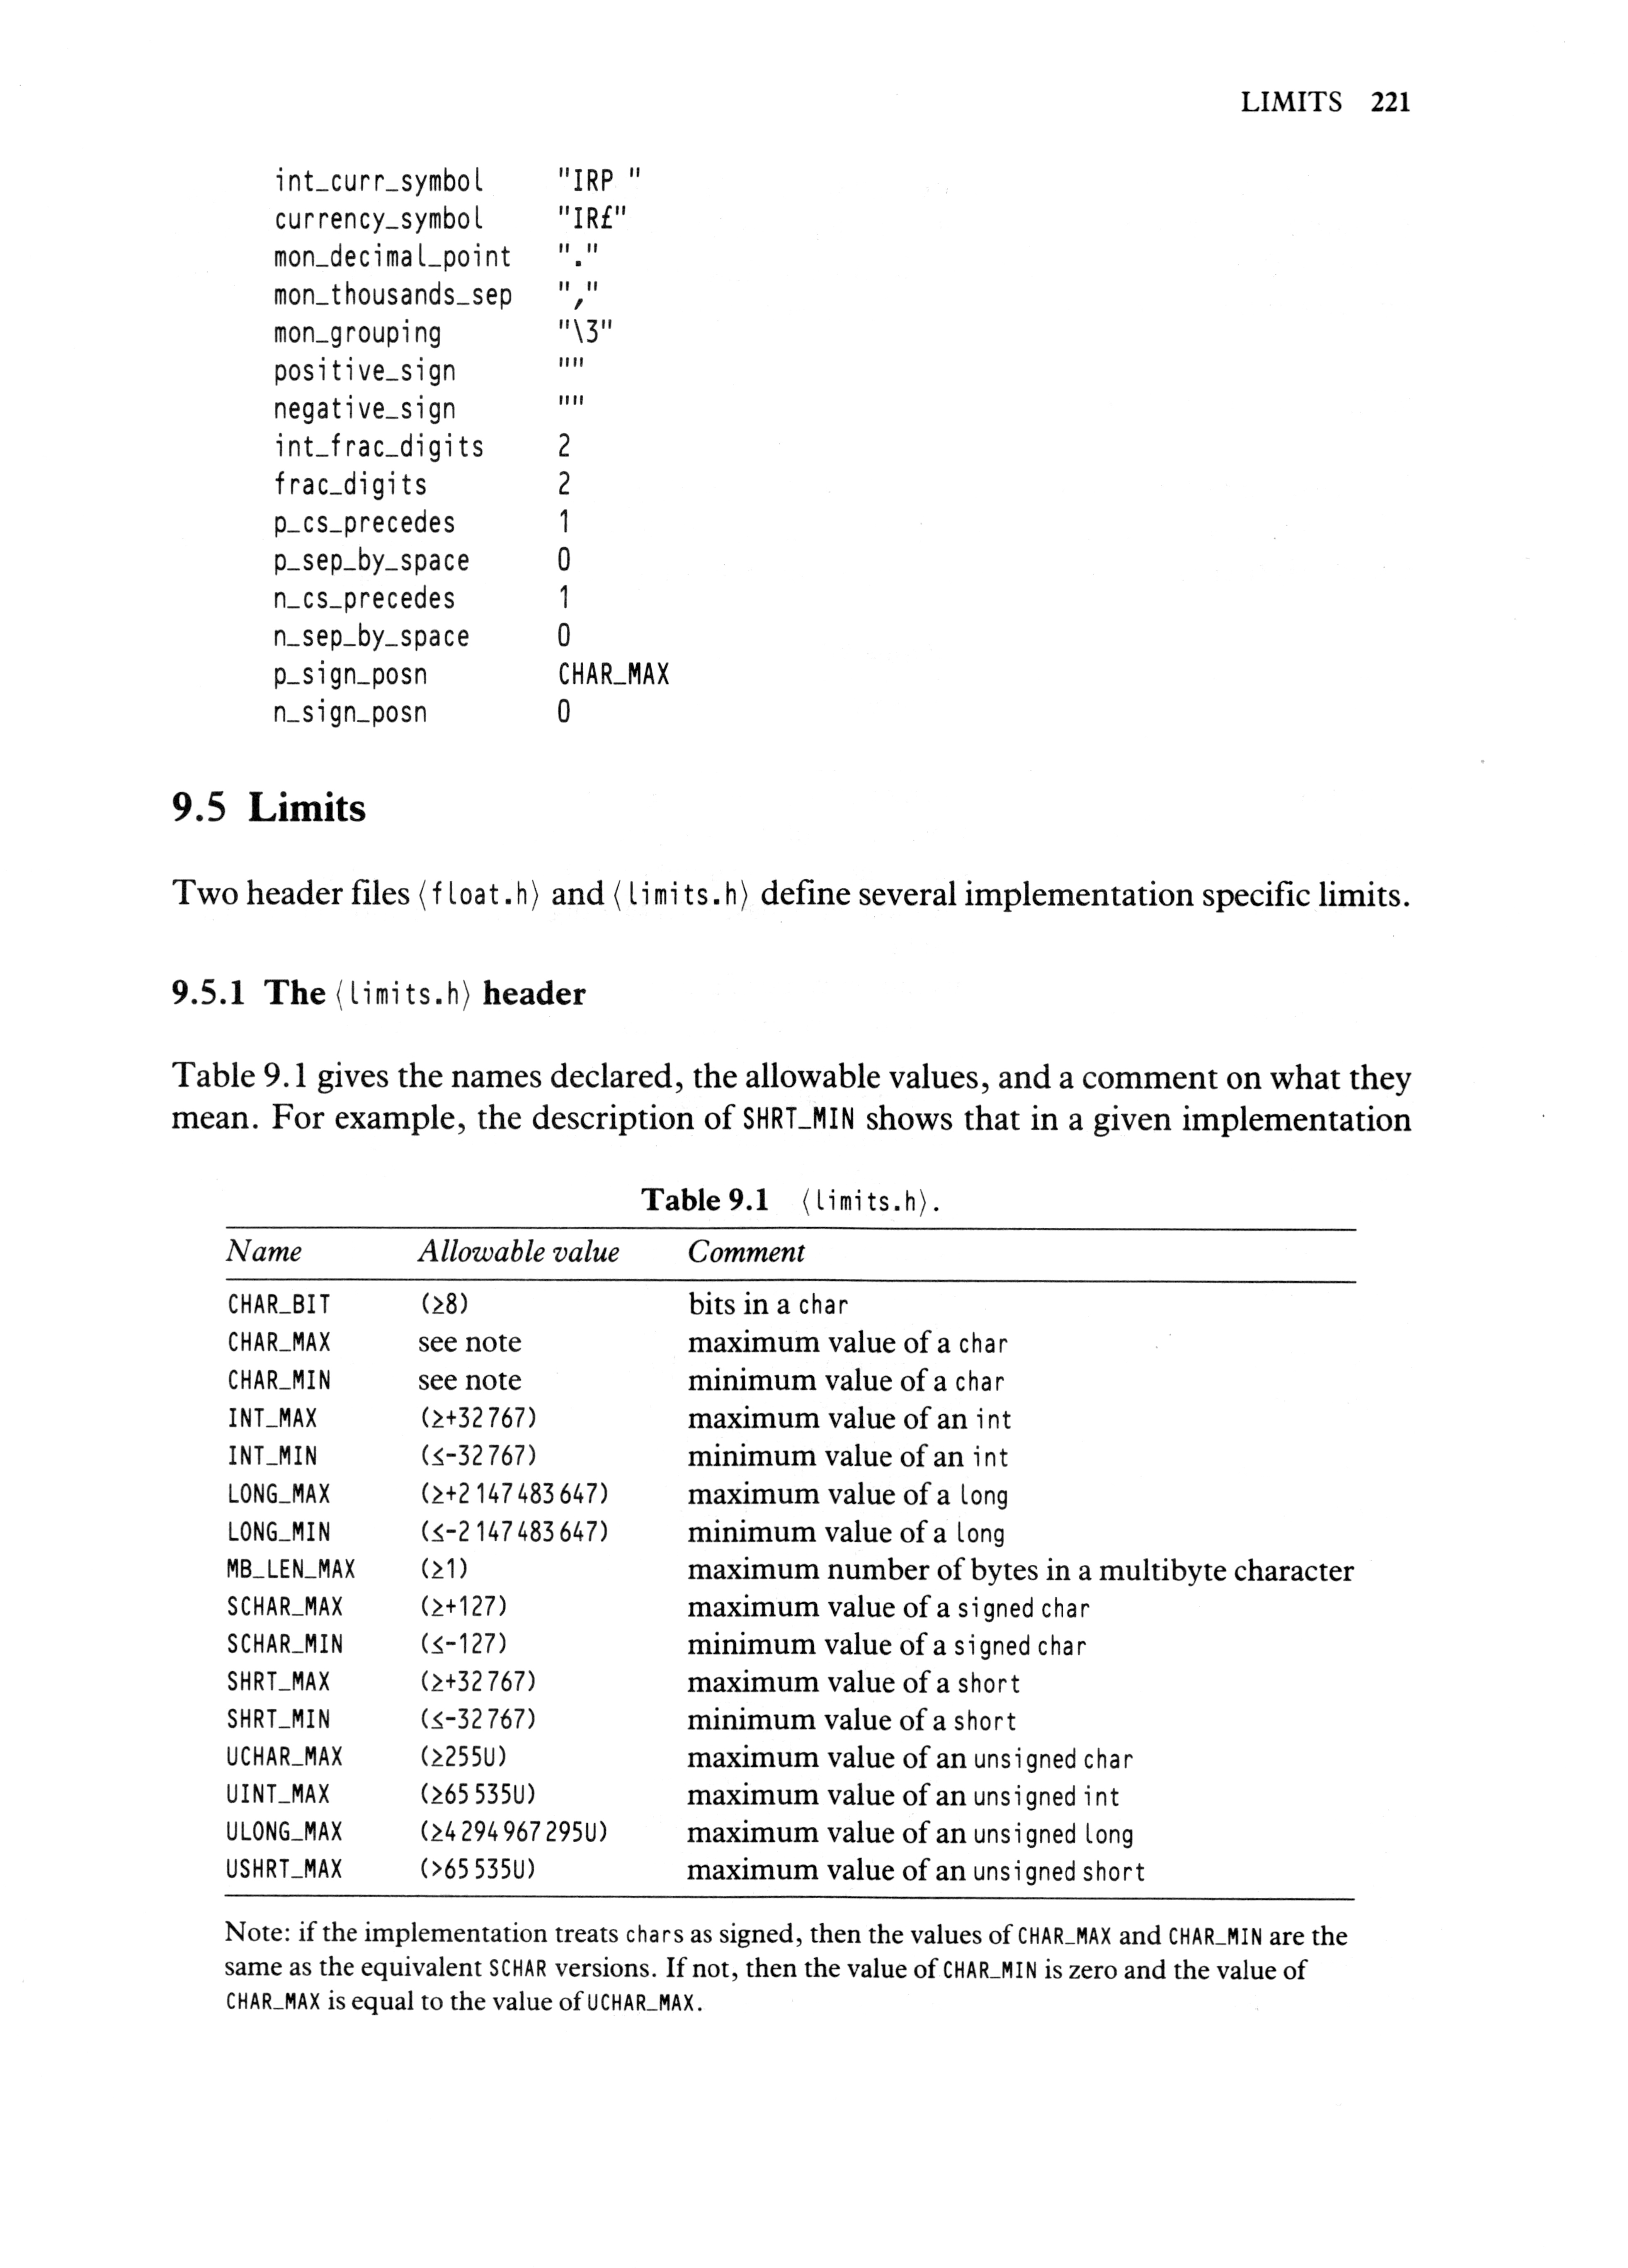 LIMITS 221
int_curr_symbol "IRP "
currency_symbol "IR£"
mon_decimal_point "."
mon_thousands_sep ","
mon_grouping "\3"
positive_sign ""
negative_sign ""
int_frac_digits 2
frac_digits 2
p_cs_precedes 1
p_sep_by_space 0
n_cs_precedes 1
n_sep_by_space 0
p_sign_posn CHAR_MAX
n_sign_posn 0
9.5 Limits
Two header files ⟨float.h⟩ and ⟨limits.h⟩ define several implementation specific limits.
9.5.1 The ⟨limits.h⟩ header
Table 9.1 gives the names declared, the allowable values, and a comment on what they
mean. For example, the description of SHRT_MIN shows that in a given implementation
Table 9.1 ⟨limits.h⟩.
Name Allowable value Comment
CHAR_BIT (≥8) bits in a char
CHAR_MAX see note maximum value of a char
CHAR_MIN see note minimum value of a char
INT_MAX (≥+32 767) maximum value of an int
INT_MIN (≤-32 767) minimum value of an int
LONG_MAX (≥+2 147 483 647) maximum value of a long
LONG_MIN (≤-2 147 483 647) minimum value of a long
MB_LEN_MAX (≥1) maximum number of bytes in a multibyte character
SCHAR_MAX (≥+127) maximum value of a signed char
SCHAR_MIN (≤-127) minimum value of a signed char
SHRT_MAX (≥+32 767) maximum value of a short
SHRT_MIN (≤-32 767) minimum value of a short
UCHAR_MAX (≥255U) maximum value of an unsigned char
UINT_MAX (≥65 535U) maximum value of an unsigned int
ULONG_MAX (≥4 294 967 295U) maximum value of an unsigned long
USHRT_MAX (>65 535U) maximum value of an unsigned short
Note: if the implementation treats chars as signed, then the values of CHAR_MAX and CHAR_MIN are the
same as the equivalent SCHAR versions. If not, then the value of CHAR_MIN is zero and the value of
CHAR_MAX is equal to the value of UCHAR_MAX.